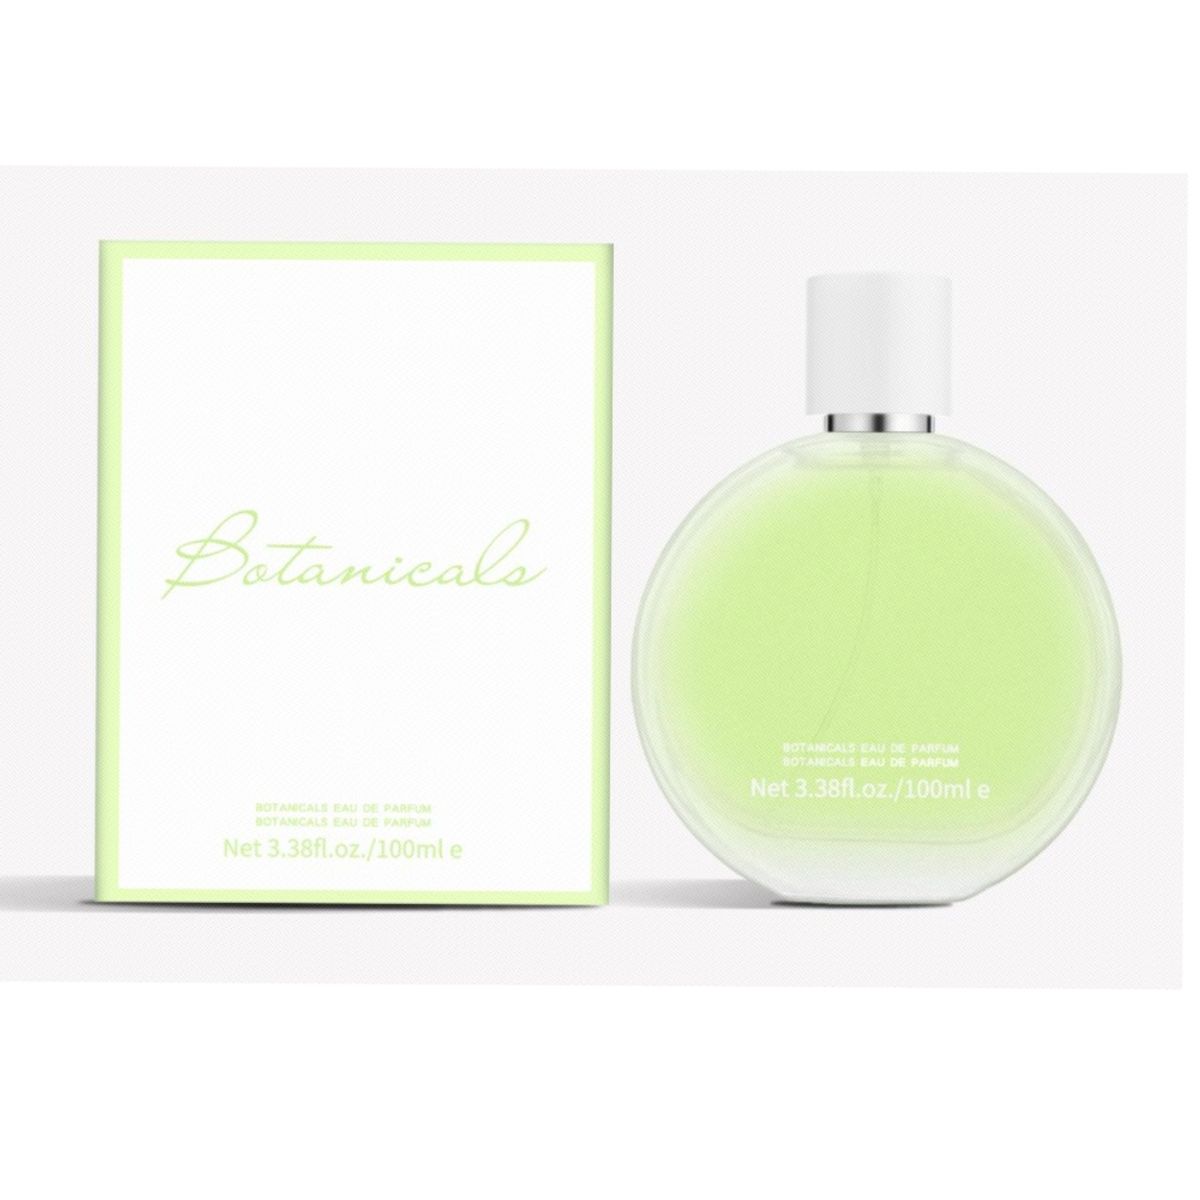 Botanicals
BOTANICALS EAU DE PARFUM
BOTANICALS EAU DE PARFUM
Net 3.38fl.oz./100ml e
BOTANICALS EAU DE PARFUM
BOTANICALS EAU DE PARFUM
Net 3.38fl.oz./100ml e